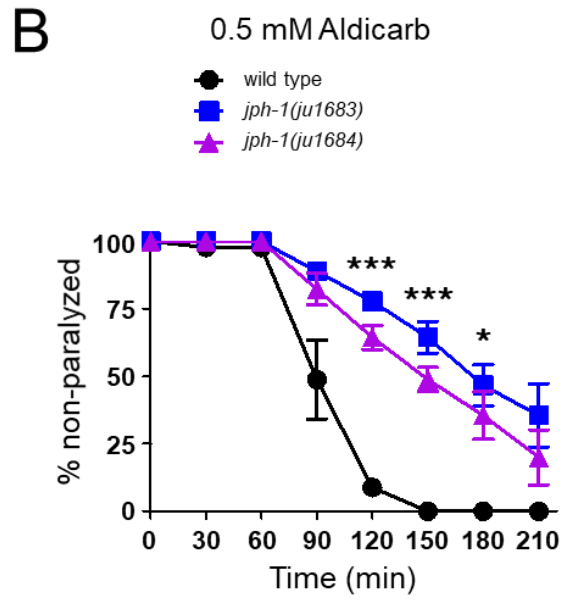 B
0.5 mM Aldicarb
wild type
jph-1(ju1683)
jph-1(ju1684)
% non-paralyzed
100
75
50
25
0
***
***
*
0 30 60 90 120 150 180 210
Time (min)